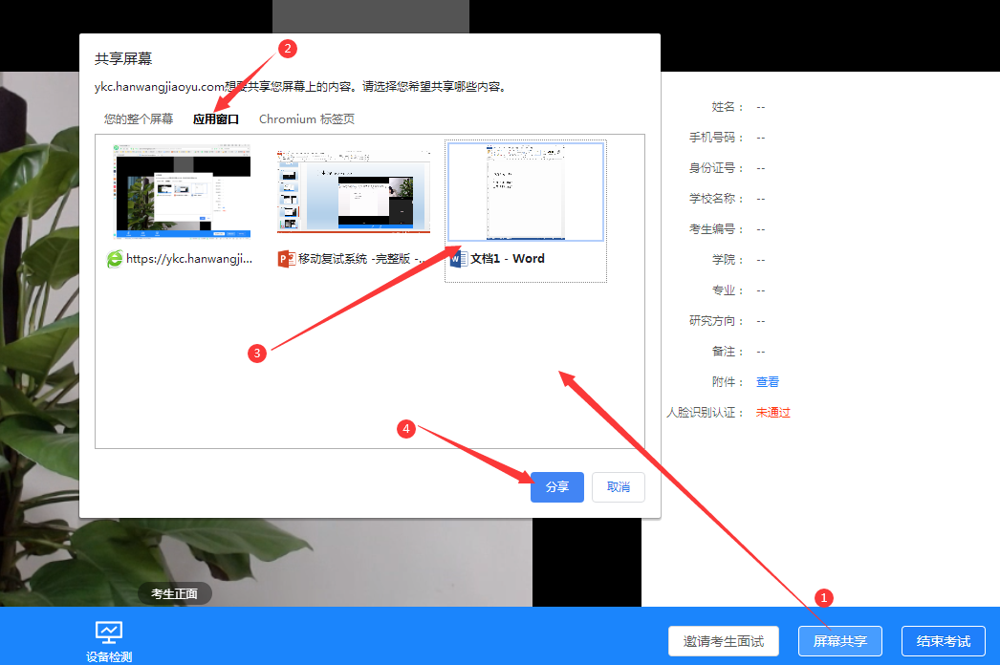 共享屏幕
ykc.hanwangjiaoyu.com想要共享您屏幕上的内容。请选择您希望共享哪些内容。
您的整个屏幕 应用窗口 Chromium 标签页
https://ykc.hanwangji... 移动复试系统 -完整版 -... 文档1 - Word
分享 取消
2
3
4
1
姓名： --
手机号码： --
身份证号： --
学校名称： --
考生编号： --
学院： --
专业： --
研究方向： --
备注： --
附件： 查看
人脸识别认证： 未通过
考生正面
设备检测
邀请考生面试 屏幕共享 结束考试